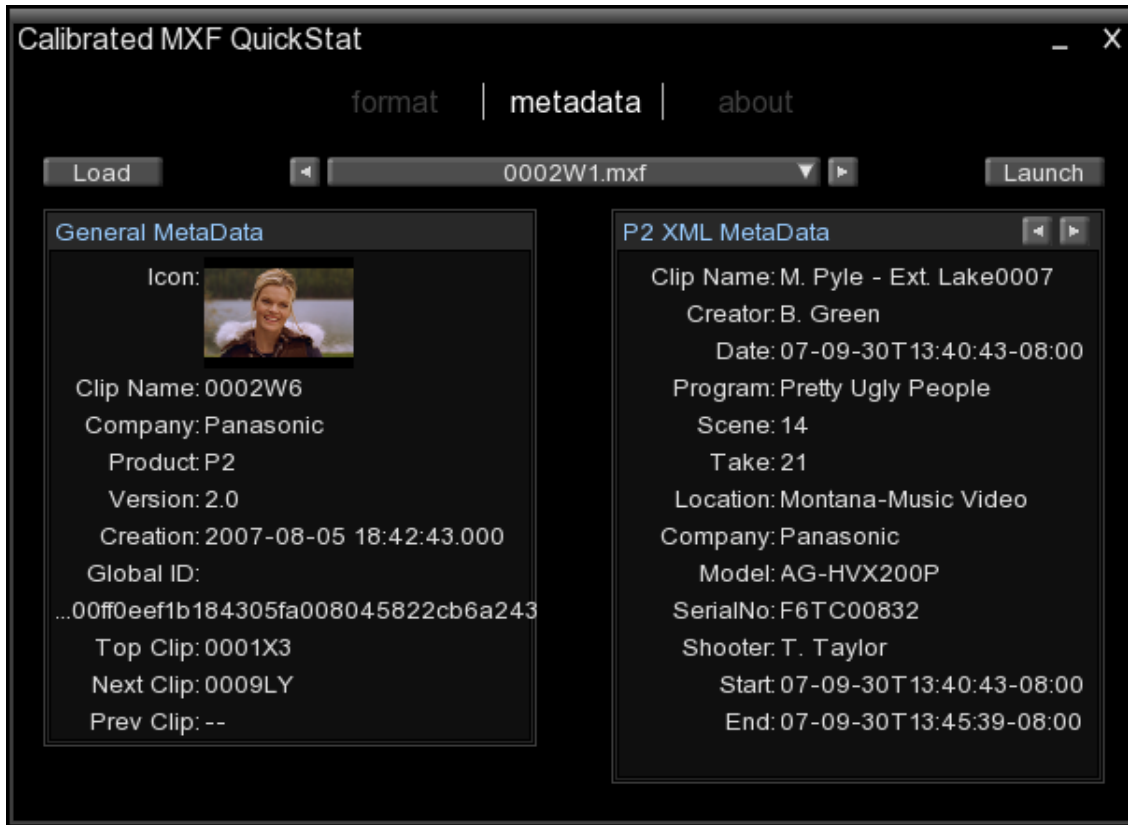 Calibrated MXF QuickStat _ X
format metadata about
Load 0002W1.mxf Launch
General MetaData
Icon:
Clip Name: 0002W6
Company: Panasonic
Product: P2
Version: 2.0
Creation: 2007-08-05 18:42:43.000
Global ID:
...00ff0eef1b184305fa008045822cb6a243
Top Clip: 0001X3
Next Clip: 0009LY
Prev Clip: --
P2 XML MetaData
Clip Name: M. Pyle - Ext. Lake0007
Creator: B. Green
Date: 07-09-30T13:40:43-08:00
Program: Pretty Ugly People
Scene: 14
Take: 21
Location: Montana-Music Video
Company: Panasonic
Model: AG-HVX200P
SerialNo: F6TC00832
Shooter: T. Taylor
Start: 07-09-30T13:40:43-08:00
End: 07-09-30T13:45:39-08:00